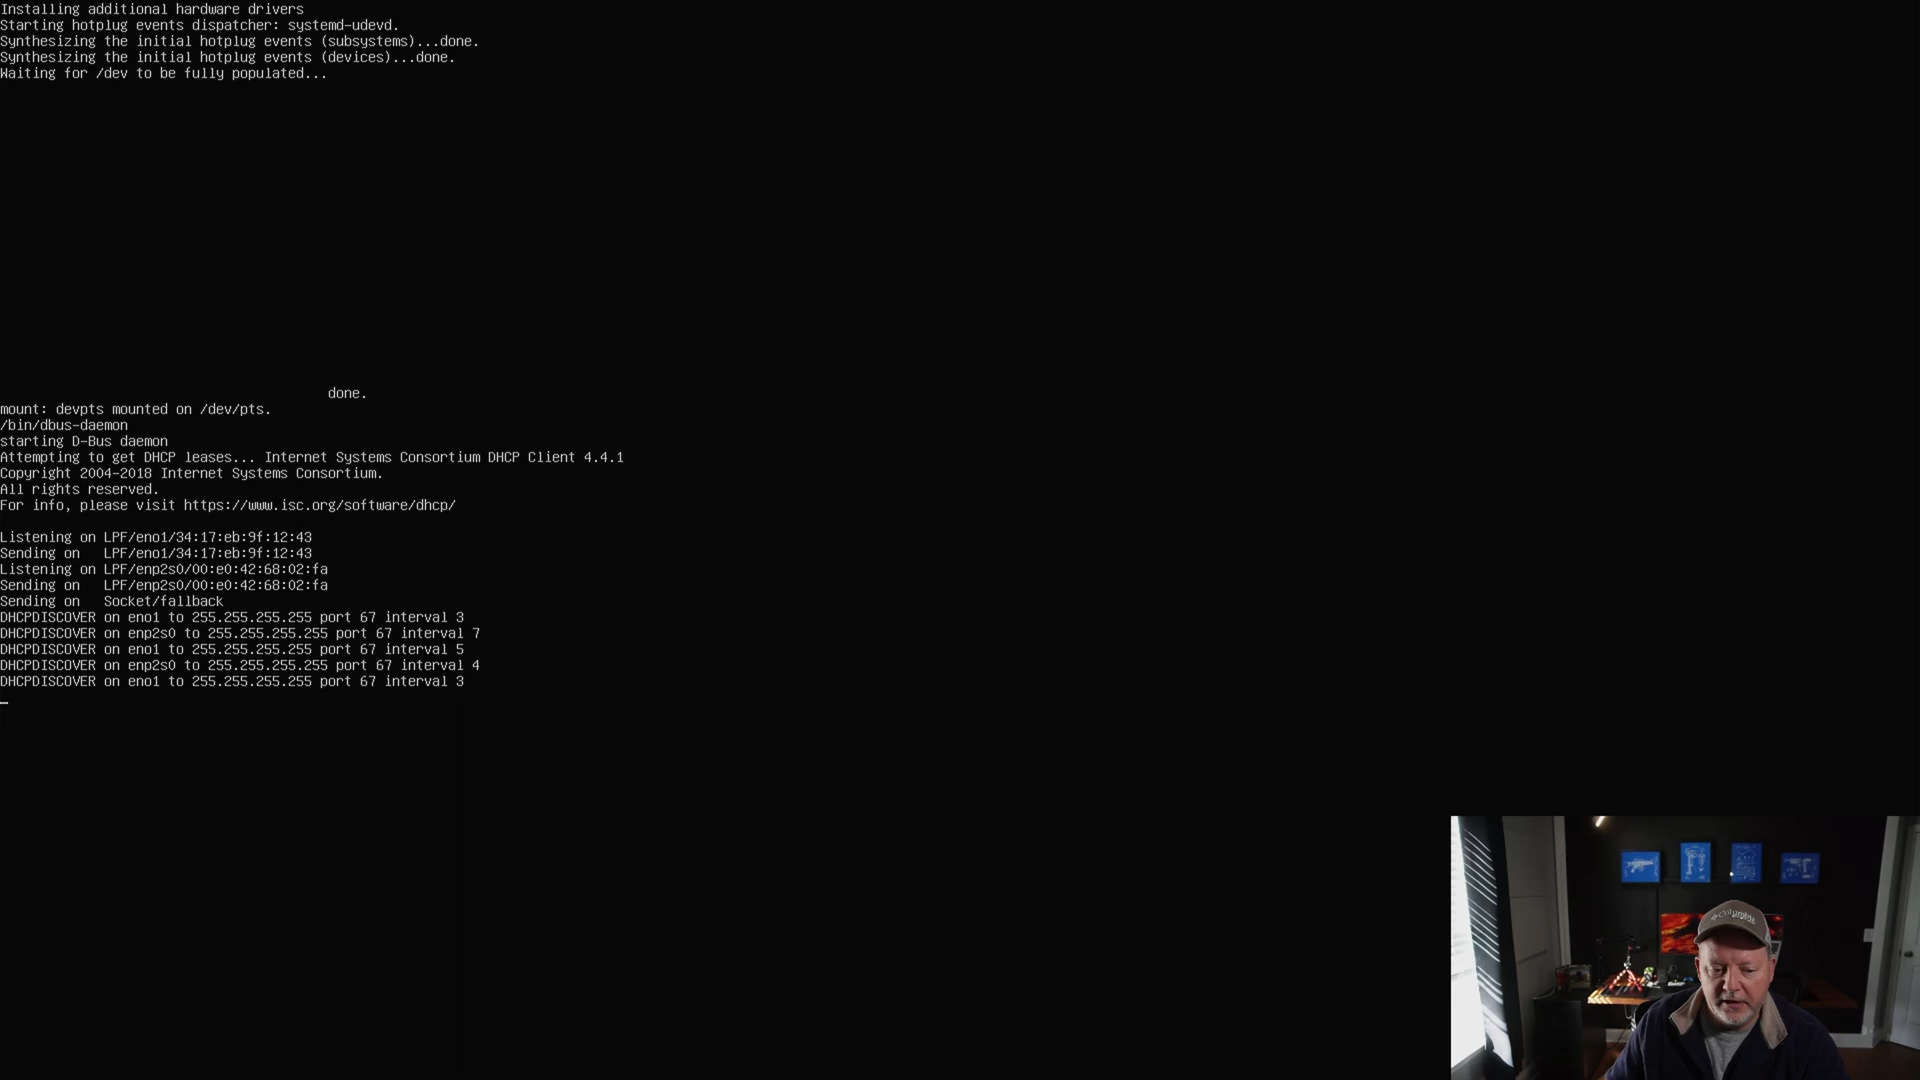 Installing additional hardware drivers
Starting hotplug events dispatcher: systemd-udevd.
Synthesizing the initial hotplug events (subsystems)...done.
Synthesizing the initial hotplug events (devices)...done.
Waiting for /dev to be fully populated...
done.
mount: devpts mounted on /dev/pts.
/bin/dbus-daemon
starting D-Bus daemon
Attempting to get DHCP leases... Internet Systems Consortium DHCP Client 4.4.1
Copyright 2004-2018 Internet Systems Consortium.
All rights reserved.
For info, please visit https://www.isc.org/software/dhcp/
Listening on LPF/eno1/34:17:eb:9f:12:43
Sending on   LPF/eno1/34:17:eb:9f:12:43
Listening on LPF/enp2s0/00:e0:42:68:02:fa
Sending on   LPF/enp2s0/00:e0:42:68:02:fa
Sending on   Socket/fallback
DHCPDISCOVER on eno1 to 255.255.255.255 port 67 interval 3
DHCPDISCOVER on enp2s0 to 255.255.255.255 port 67 interval 7
DHCPDISCOVER on eno1 to 255.255.255.255 port 67 interval 5
DHCPDISCOVER on enp2s0 to 255.255.255.255 port 67 interval 4
DHCPDISCOVER on eno1 to 255.255.255.255 port 67 interval 3
Columbia